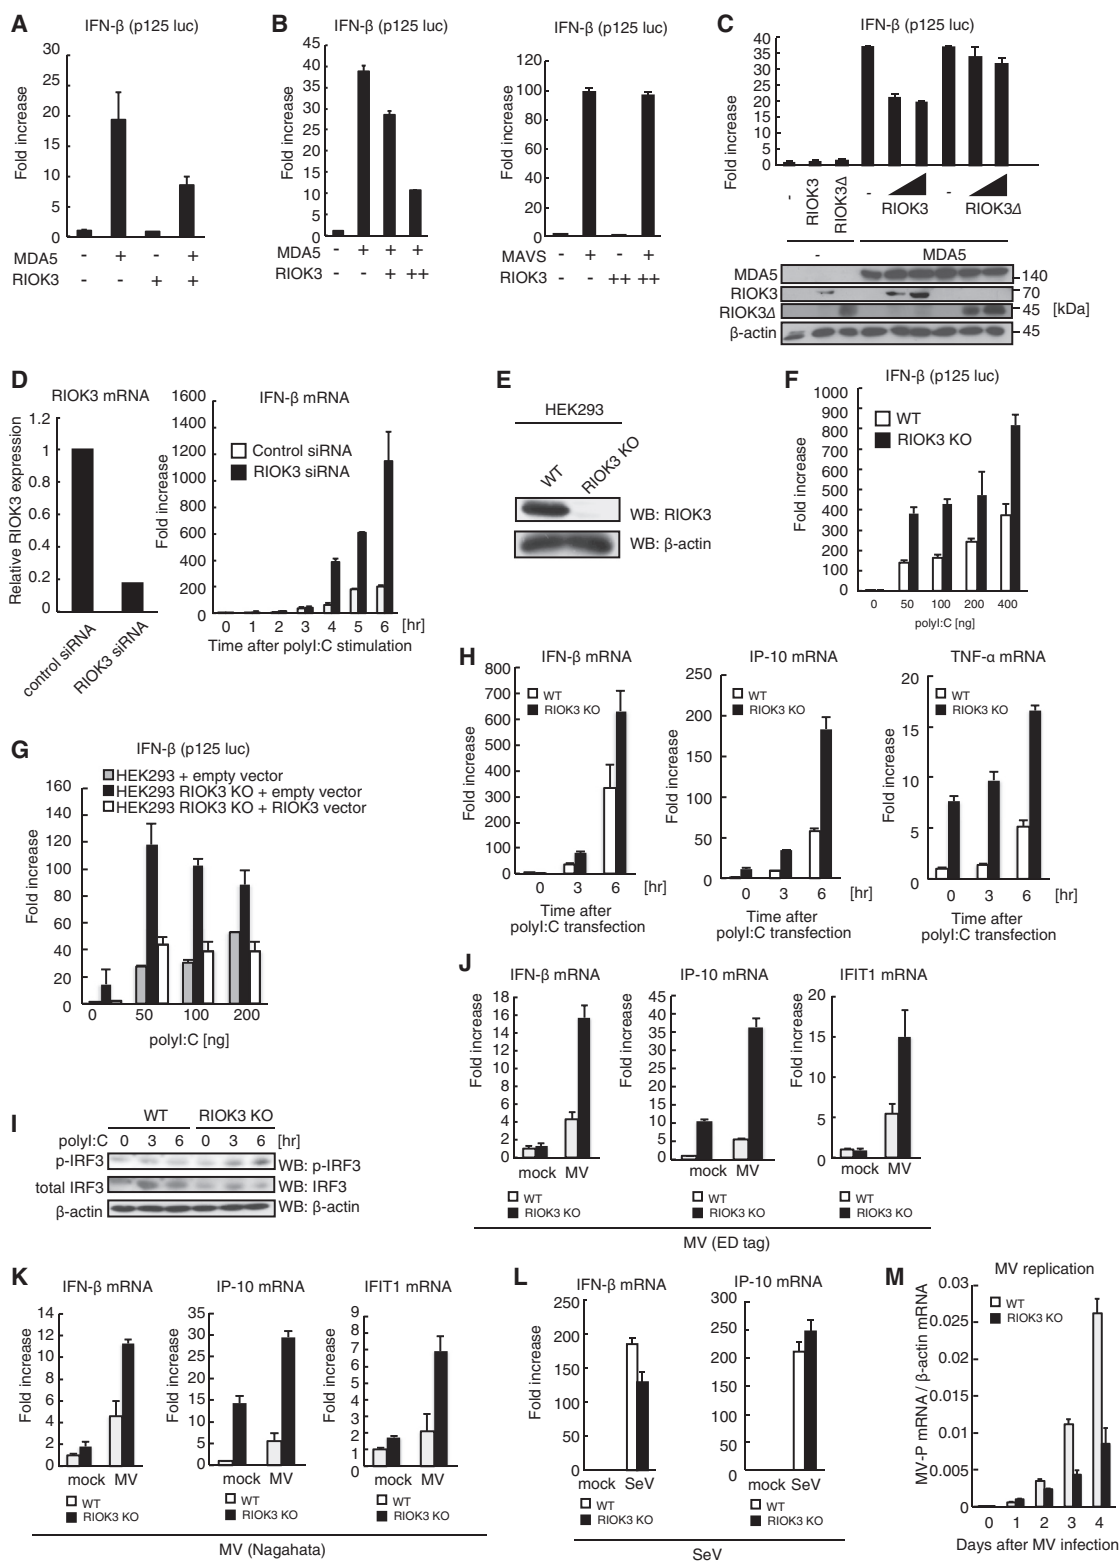 A
IFN-β (p125 luc)
Fold increase
30
25
20
15
10
5
0
MDA5 - + - +
RIOK3 - - + +
B
IFN-β (p125 luc)
Fold increase
45
40
35
30
25
20
15
10
5
0
MDA5 - + + +
RIOK3 - - + ++
IFN-β (p125 luc)
Fold increase
120
100
80
60
40
20
0
MAVS - + - +
RIOK3 - - ++ ++
C
IFN-β (p125 luc)
Fold increase
40
35
30
25
20
15
10
5
0
- RIOK3 RIOK3Δ - RIOK3 - RIOK3Δ
- MDA5
MDA5 140
RIOK3 70
RIOK3Δ 45 [kDa]
β-actin 45
D
RIOK3 mRNA
Relative RIOK3 expression
1.2
1
0.8
0.6
0.4
0.2
0
control siRNA
RIOK3 siRNA
IFN-β mRNA
Fold increase
1600
1400
1200
1000
800
600
400
200
0
Control siRNA
RIOK3 siRNA
0 1 2 3 4 5 6 [hr]
Time after polyI:C stimulation
E
HEK293
WT RIOK3 KO
WB: RIOK3
WB: β-actin
F
IFN-β (p125 luc)
Fold increase
1000
900
800
700
600
500
400
300
200
100
0
WT
RIOK3 KO
0 50 100 200 400
polyI:C [ng]
G
IFN-β (p125 luc)
HEK293 + empty vector
HEK293 RIOK3 KO + empty vector
HEK293 RIOK3 KO + RIOK3 vector
Fold increase
160
140
120
100
80
60
40
20
0
0 50 100 200
polyI:C [ng]
H
IFN-β mRNA
Fold increase
800
700
600
500
400
300
200
100
0
WT
RIOK3 KO
0 3 6 [hr]
Time after
polyI:C transfection
IP-10 mRNA
Fold increase
250
200
150
100
50
0
WT
RIOK3 KO
0 3 6 [hr]
Time after
polyI:C transfection
TNF-α mRNA
Fold increase
20
15
10
5
0
WT
RIOK3 KO
0 3 6 [hr]
Time after
polyI:C transfection
I
WT RIOK3 KO
polyI:C 0 3 6 0 3 6 [hr]
p-IRF3 WB: p-IRF3
total IRF3 WB: IRF3
β-actin WB: β-actin
J
IFN-β mRNA
Fold increase
18
16
14
12
10
8
6
4
2
0
mock MV
WT
RIOK3 KO
IP-10 mRNA
Fold increase
45
40
35
30
25
20
15
10
5
0
mock MV
WT
RIOK3 KO
IFIT1 mRNA
Fold increase
20
15
10
5
0
mock MV
WT
RIOK3 KO
MV (ED tag)
K
IFN-β mRNA
Fold increase
14
12
10
8
6
4
2
0
mock MV
WT
RIOK3 KO
IP-10 mRNA
Fold increase
35
30
25
20
15
10
5
0
mock MV
WT
RIOK3 KO
IFIT1 mRNA
Fold increase
9
8
7
6
5
4
3
2
1
0
mock MV
WT
RIOK3 KO
MV (Nagahata)
L
IFN-β mRNA
Fold increase
250
200
150
100
50
0
mock SeV
WT
RIOK3 KO
IP-10 mRNA
300
250
200
150
100
50
0
mock SeV
WT
RIOK3 KO
SeV
M
MV replication
MV-P mRNA / β-actin mRNA
0.03
0.025
0.02
0.015
0.01
0.005
0
WT
RIOK3 KO
0 1 2 3 4
Days after MV infection